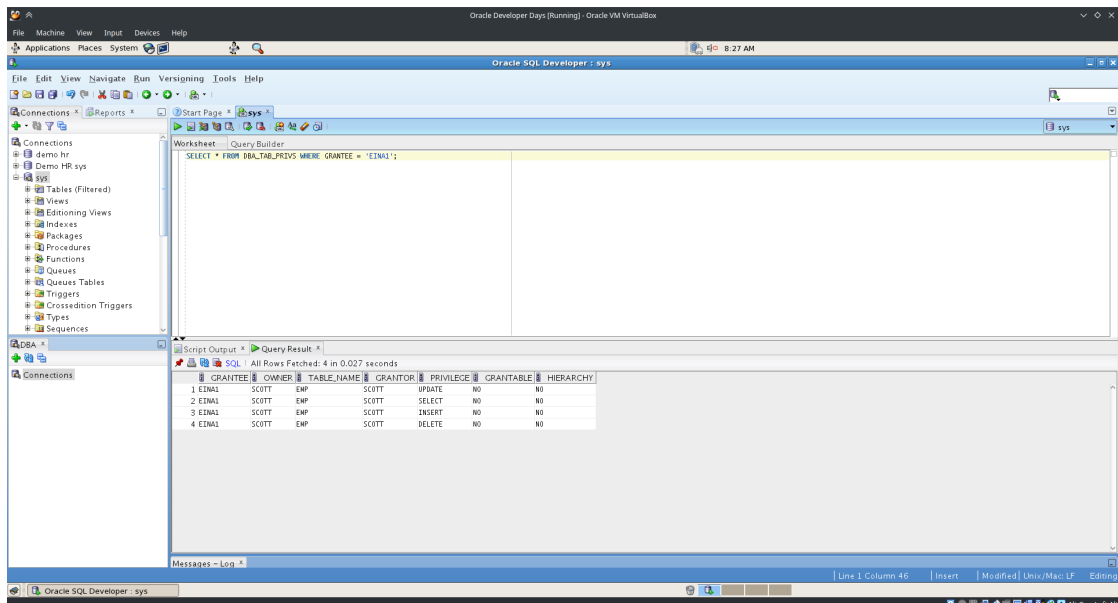 Oracle Developer Days [Running] - Oracle VM VirtualBox
File Machine View Input Devices Help
Applications Places System 8:27 AM
Oracle SQL Developer : sys
File Edit View Navigate Run Versigning Tools Help
Connections Reports Start Page sys
sys
Worksheet Query Builder
Connections
SELECT * FROM DBA_TAB_PRIVS WHERE GRANTEE = 'EINA1';
demo hr
Demo HR sys
sys
Tables (Filtered)
Views
Editioning Views
Indexes
Packages
Procedures
Functions
Queues
Queues Tables
Triggers
Crossedition Triggers
Types
Sequences
DBA
Connections
Script Output Query Result
SQL All Rows Fetched: 4 in 0.027 seconds
GRANTEE OWNER TABLE_NAME GRANTOR PRIVILEGE GRANTABLE HIERARCHY
1 EINA1 SCOTT EMP SCOTT UPDATE NO NO
2 EINA1 SCOTT EMP SCOTT SELECT NO NO
3 EINA1 SCOTT EMP SCOTT INSERT NO NO
4 EINA1 SCOTT EMP SCOTT DELETE NO NO
Messages - Log
Line 1 Column 46 Insert Modified Unix/Mac: LF Editing
Oracle SQL Developer : sys